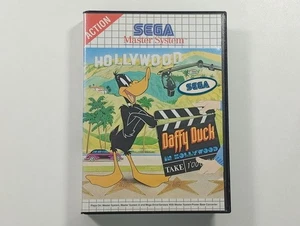 ACTION
SEGA
Master System
HOLLYWOOD
SEGA
Daffy Duck
IN HOLLYWOOD
TAKE